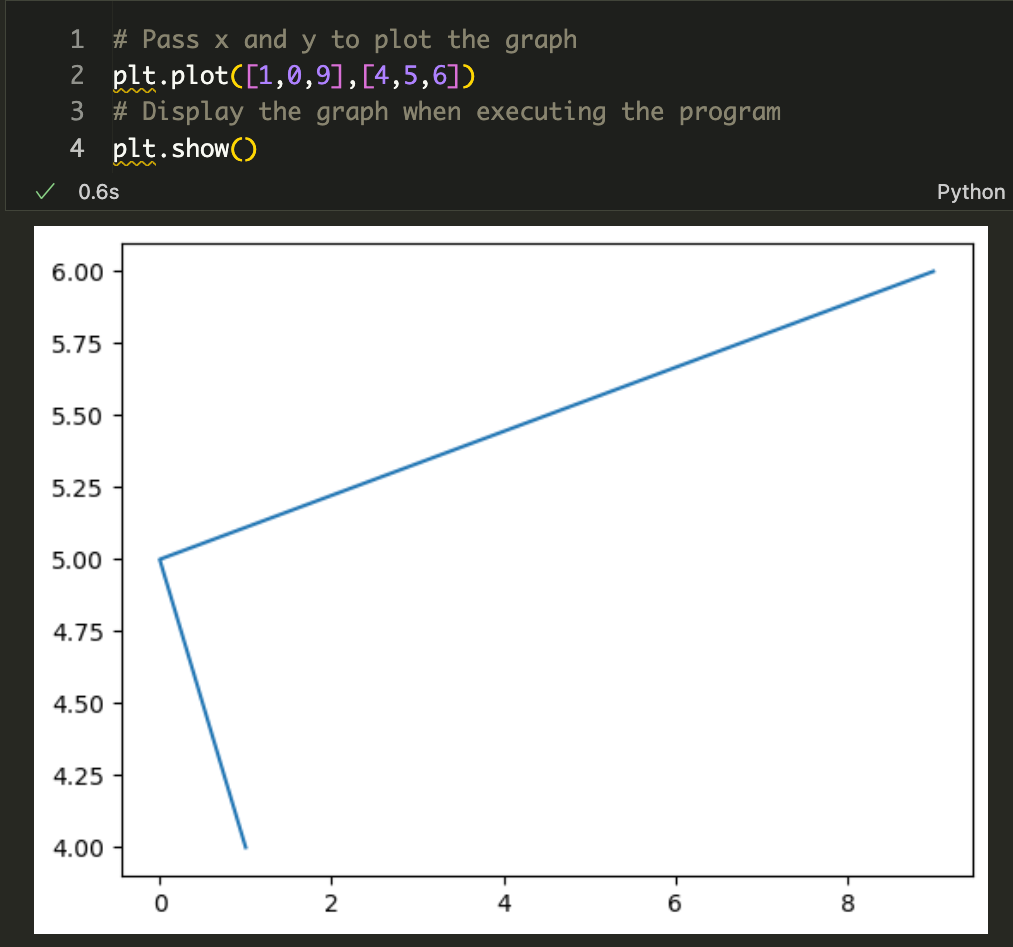 1 # Pass x and y to plot the graph
2 plt.plot([1,0,9],[4,5,6])
3 # Display the graph when executing the program
4 plt.show()
0.6s Python
6.00
5.75
5.50
5.25
5.00
4.75
4.50
4.25
4.00
0 2 4 6 8